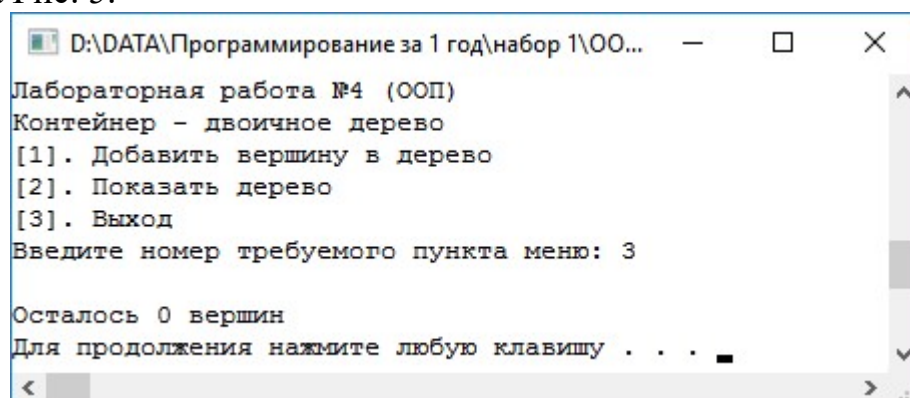 Рис. 3.
D:\DATA\Программирование за 1 год\набор 1\ОО...
Лабораторная работа №4 (ООП)
Контейнер – двоичное дерево
[1]. Добавить вершину в дерево
[2]. Показать дерево
[3]. Выход
Введите номер требуемого пункта меню: 3
Осталось 0 вершин
Для продолжения нажмите любую клавишу . . .